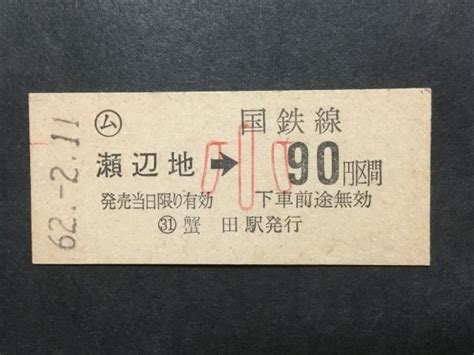 62.-2.11
㋰ 国鉄線
瀬辺地 ➡ 90円区間
小
発売当日限り有効 下車前途無効
㉛ 蟹田駅発行